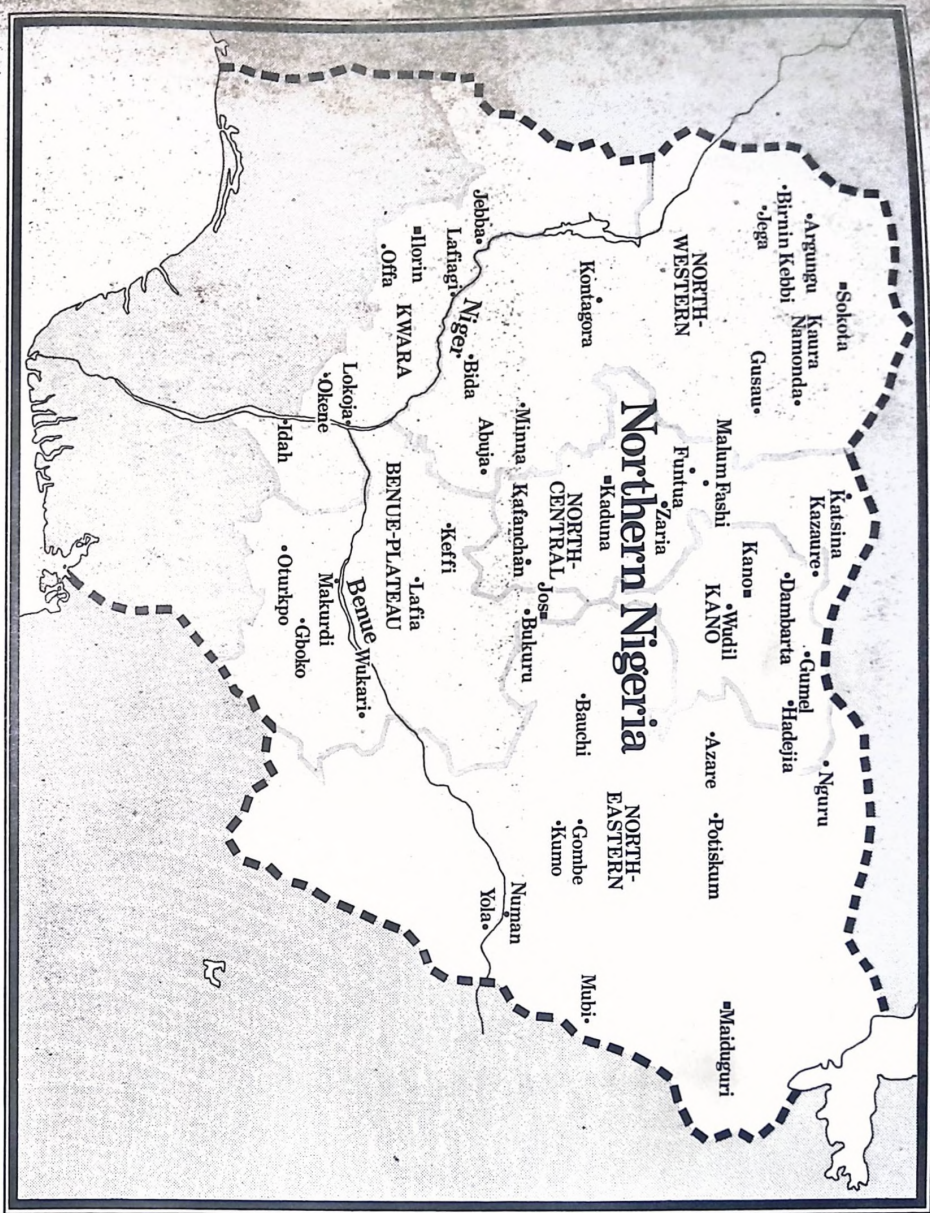 Sokota
Argungu
Kaura
Namonda
Birnin Kebbi
Jega
Gusau
Katsina
Kazaure
Dambarta
Gumel
Hadejia
Nguru
NORTH-
WESTERN
Malum Fashi
Funtua
Kano
Wudil
KANO
Azare
Potiskum
Maiduguri
Zaria
Northern Nigeria
Kontagora
Kaduna
NORTH-
CENTRAL
Kafanchan
Jos
Bukuru
Bauchi
NORTH-
EASTERN
Gombe
Kumo
Mubi
Jebba
Lafiagi
Niger
Bida
Minna
Abuja
Keffi
Numan
Yola
Ilorin
Offa
KWARA
BENUE-PLATEAU
Lafia
Lokoja
Okene
Benue
Makurdi
Wukari
Idah
Oturkpo
Gboko